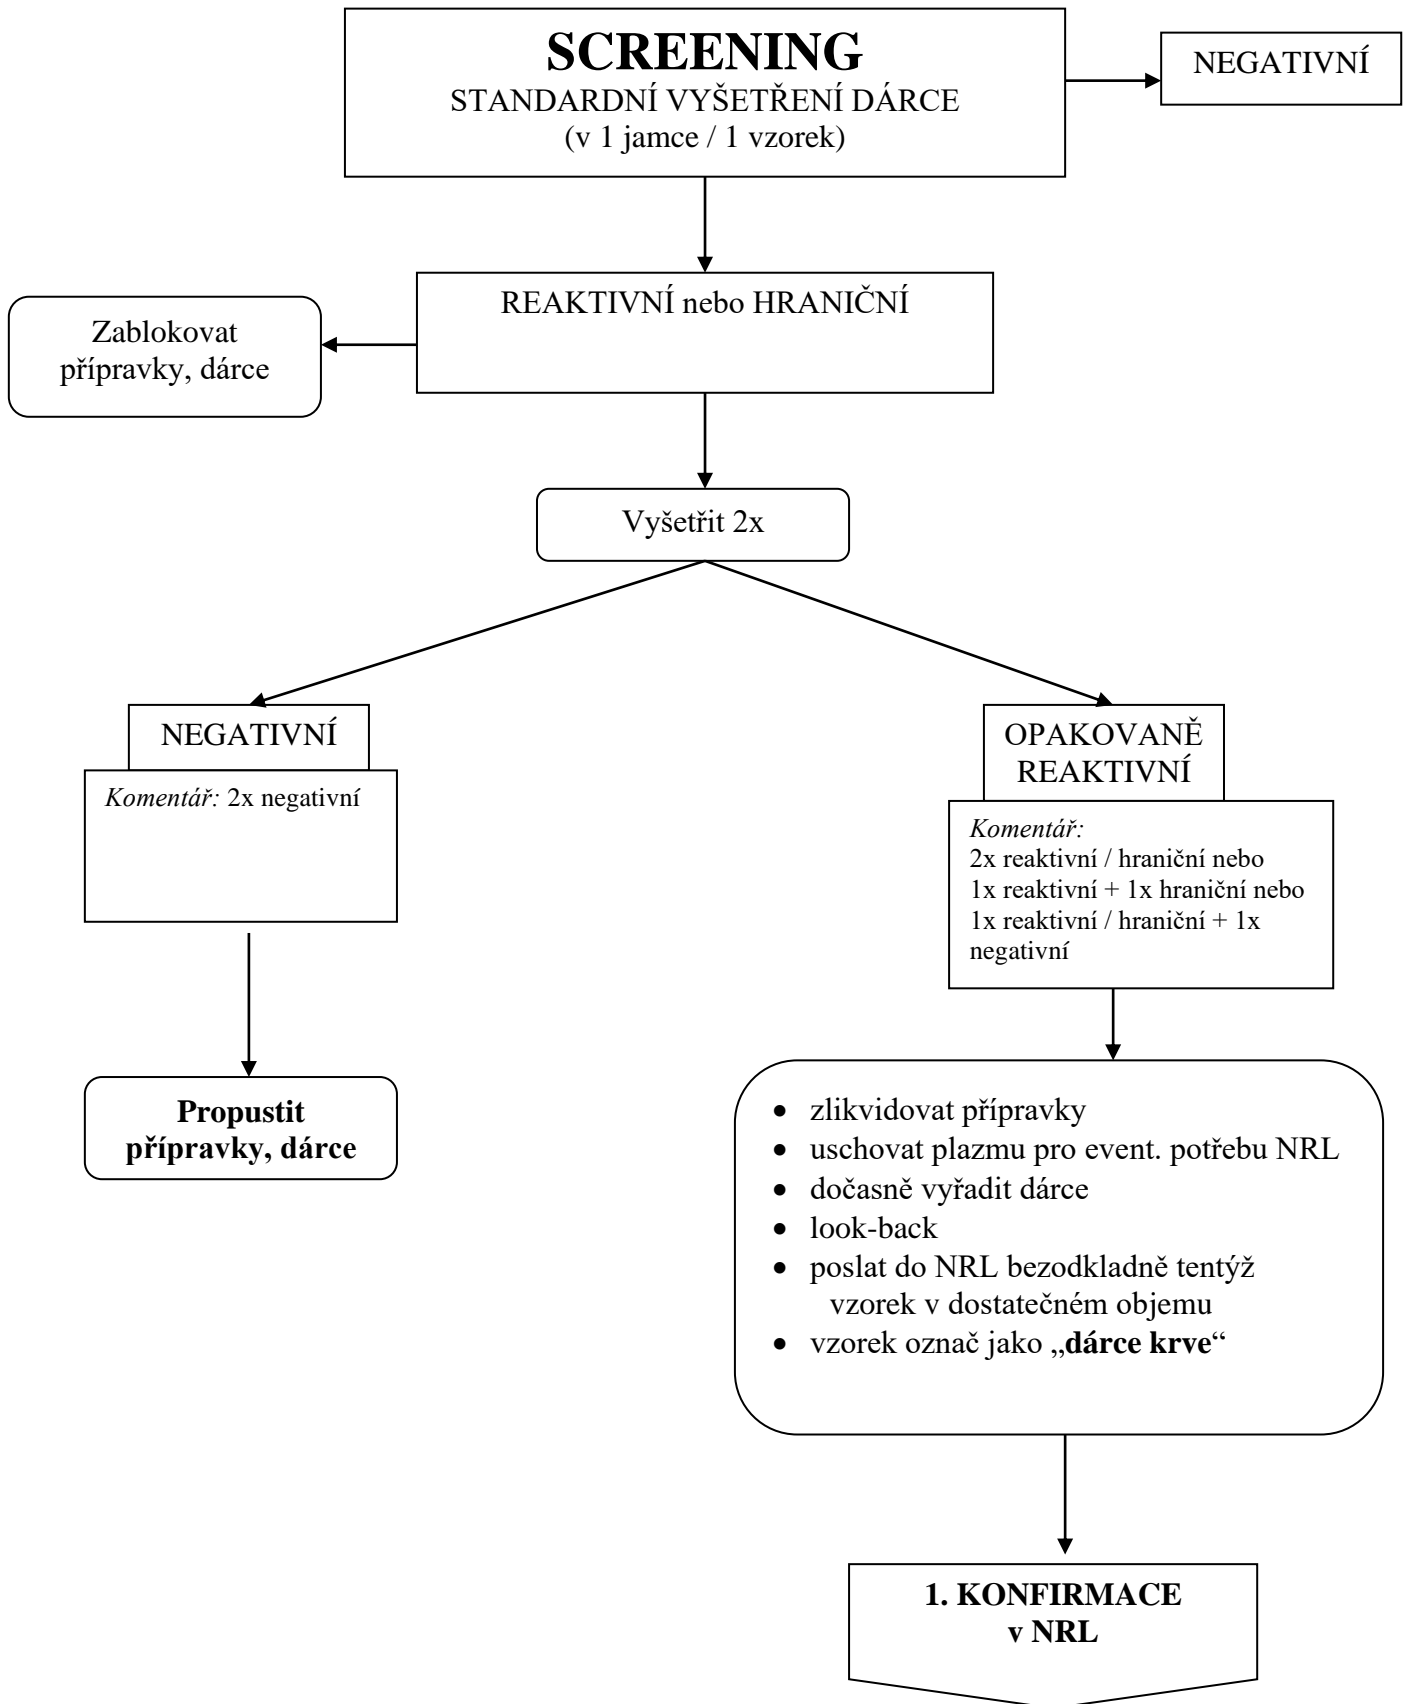 SCREENING
STANDARDNÍ VYŠETŘENÍ DÁRCE
(v 1 jamce / 1 vzorek)
NEGATIVNÍ
REAKTIVNÍ nebo HRANIČNÍ
Zablokovat
přípravky, dárce
Vyšetřit 2x
NEGATIVNÍ
Komentář: 2x negativní
Propustit
přípravky, dárce
OPAKOVANĚ
REAKTIVNÍ
Komentář:
2x reaktivní / hraniční nebo
1x reaktivní + 1x hraniční nebo
1x reaktivní / hraniční + 1x
negativní
• zlikvidovat přípravky
• uschovat plazmu pro event. potřebu NRL
• dočasně vyřadit dárce
• look-back
• poslat do NRL bezodkladně tentýž
vzorek v dostatečném objemu
• vzorek označ jako „dárce krve“
1. KONFIRMACE
v NRL